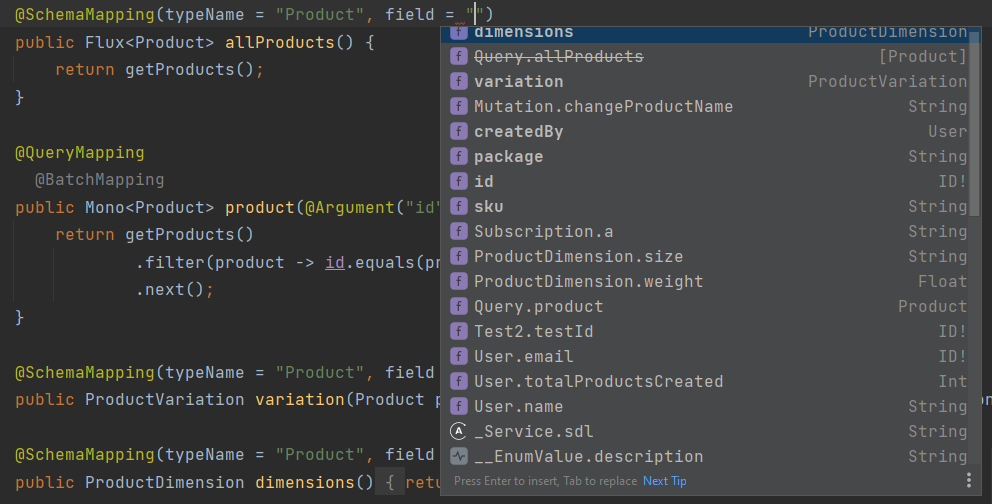 @SchemaMapping(typeName = "Product", field = "")
public Flux<Product> allProducts() {
return getProducts();
}
@QueryMapping
@BatchMapping
public Mono<Product> product(@Argument("id"
return getProducts()
.filter(product -> id.equals(pr
.next();
}
@SchemaMapping(typeName = "Product", field
public ProductVariation variation(Product p
on
@SchemaMapping(typeName = "Product", field
public ProductDimension dimensions() { retu
dimensions ProductDimension
Query.allProducts [Product]
variation ProductVariation
Mutation.changeProductName String
createdBy User
package String
id ID!
sku String
Subscription.a String
ProductDimension.size String
ProductDimension.weight Float
Query.product Product
Test2.testId ID!
User.email ID!
User.totalProductsCreated Int
User.name String
_Service.sdl String
__EnumValue.description String
Press Enter to insert, Tab to replace Next Tip